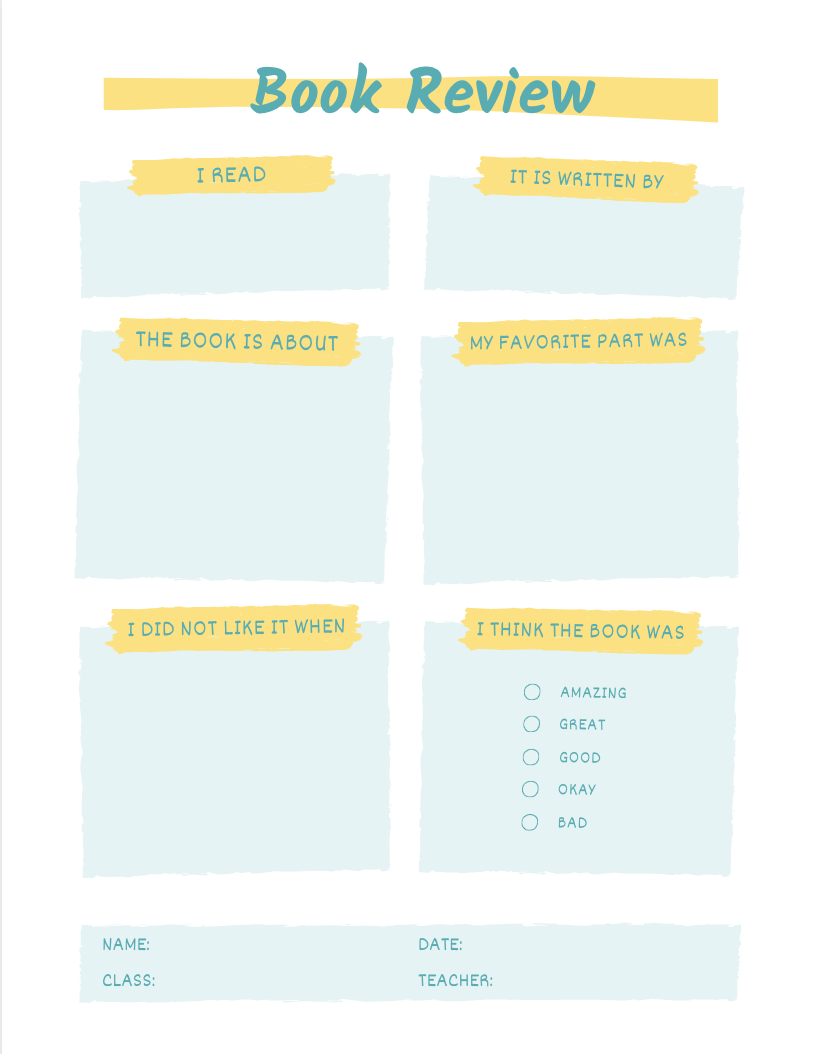 Book Review
I READ
IT IS WRITTEN BY
THE BOOK IS ABOUT
MY FAVORITE PART WAS
I DID NOT LIKE IT WHEN
I THINK THE BOOK WAS
AMAZING
GREAT
GOOD
OKAY
BAD
NAME:
DATE:
CLASS:
TEACHER: